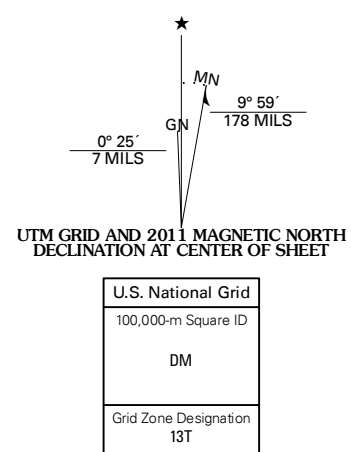 ★
MN
9° 59´
178 MILS
GN
0° 25´
7 MILS
UTM GRID AND 2011 MAGNETIC NORTH
DECLINATION AT CENTER OF SHEET
U.S. National Grid
100,000-m Square ID
DM
Grid Zone Designation
13T